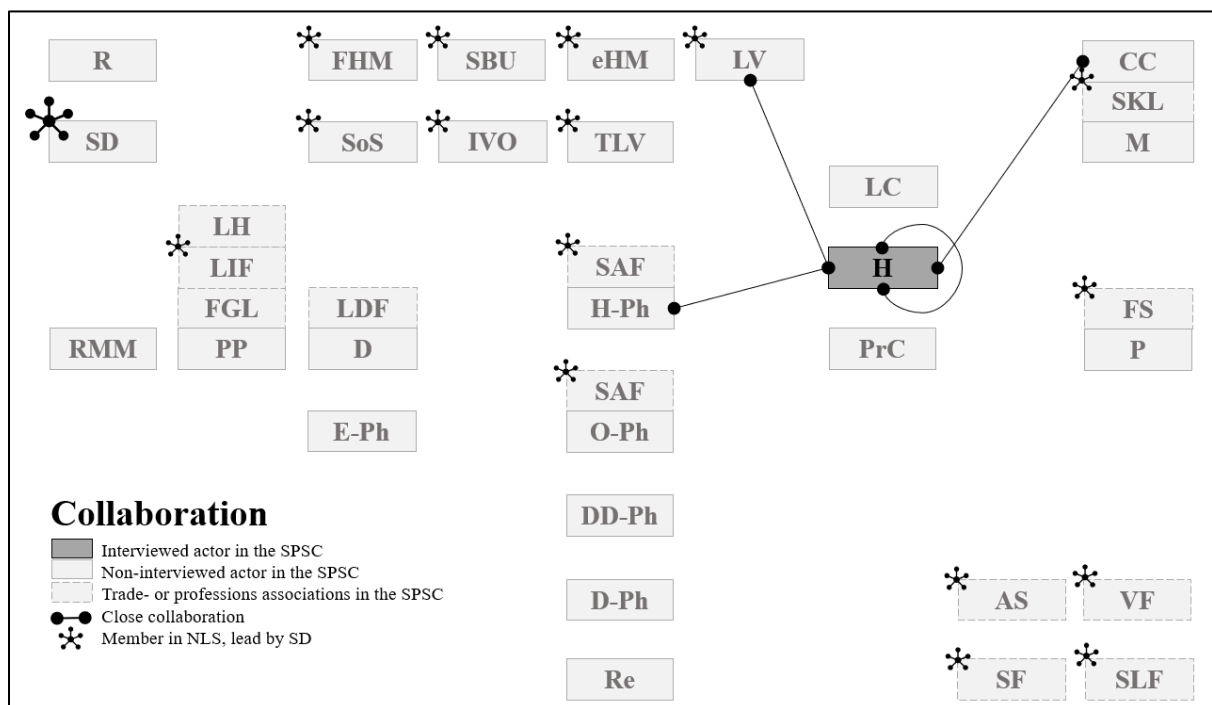 R
FHM
SBU
eHM
LV
CC
SKL
SD
SoS
IVO
TLV
M
LC
LH
LIF
SAF
H
FGL
LDF
H-Ph
FS
RMM
PP
D
PrC
P
SAF
E-Ph
O-Ph
DD-Ph
Collaboration
Interviewed actor in the SPSC
Non-interviewed actor in the SPSC
Trade- or professions associations in the SPSC
Close collaboration
Member in NLS, lead by SD
D-Ph
AS
VF
Re
SF
SLF